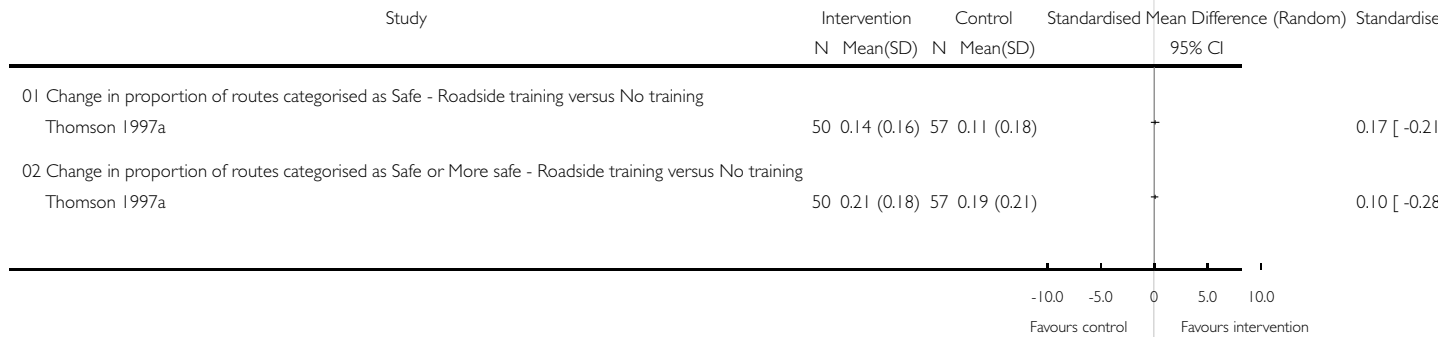 Study Intervention Control Standardised Mean Difference (Random) Standardise
N Mean(SD) N Mean(SD) 95% CI
01 Change in proportion of routes categorised as Safe - Roadside training versus No training
Thomson 1997a 50 0.14 (0.16) 57 0.11 (0.18) 0.17 [ -0.21
02 Change in proportion of routes categorised as Safe or More safe - Roadside training versus No training
Thomson 1997a 50 0.21 (0.18) 57 0.19 (0.21) 0.10 [ -0.28
-10.0 -5.0 0 5.0 10.0
Favours control Favours intervention